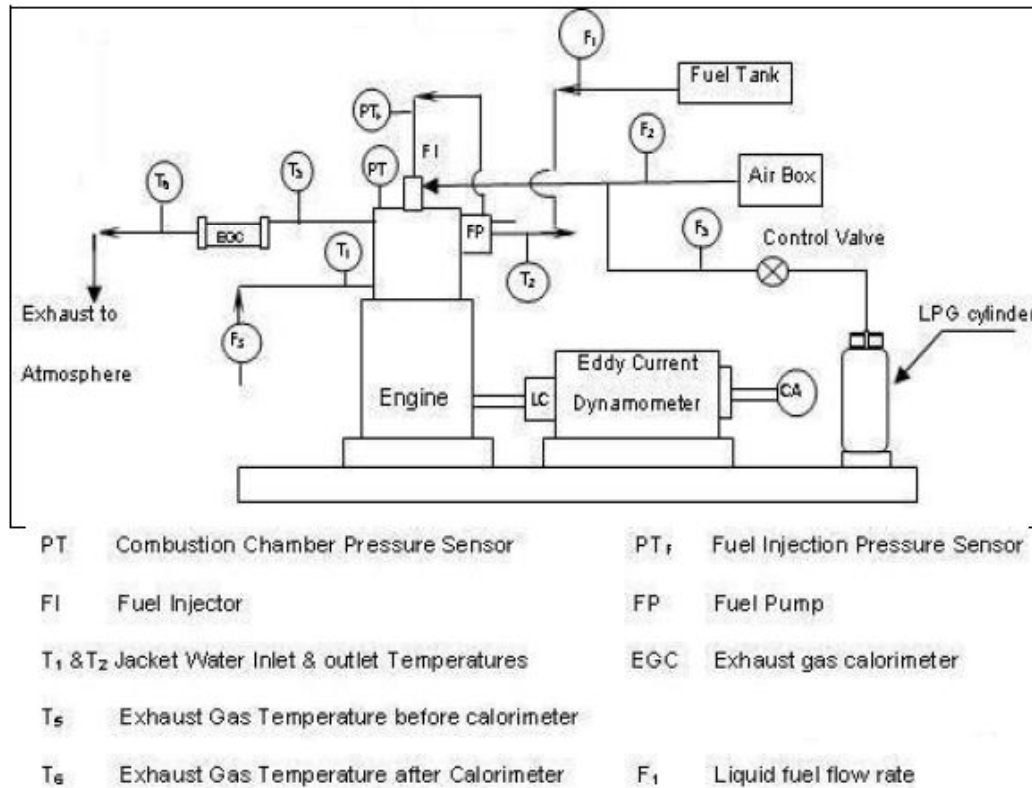 F₁
Fuel Tank
PTF
F₂
FI
PT
T₅
T₆
Air Box
EGC
FP
F₃
Control Valve
T₁
T₂
Exhaust to
Atmosphere
F₅
LPG cylinder
Engine
LC
Eddy Current
Dynamometer
CA
PT Combustion Chamber Pressure Sensor PTF Fuel Injection Pressure Sensor
FI Fuel Injector FP Fuel Pump
T₁ &T₂ Jacket Water Inlet & outlet Temperatures EGC Exhaust gas calorimeter
T₅ Exhaust Gas Temperature before calorimeter
T₆ Exhaust Gas Temperature after Calorimeter F₁ Liquid fuel flow rate